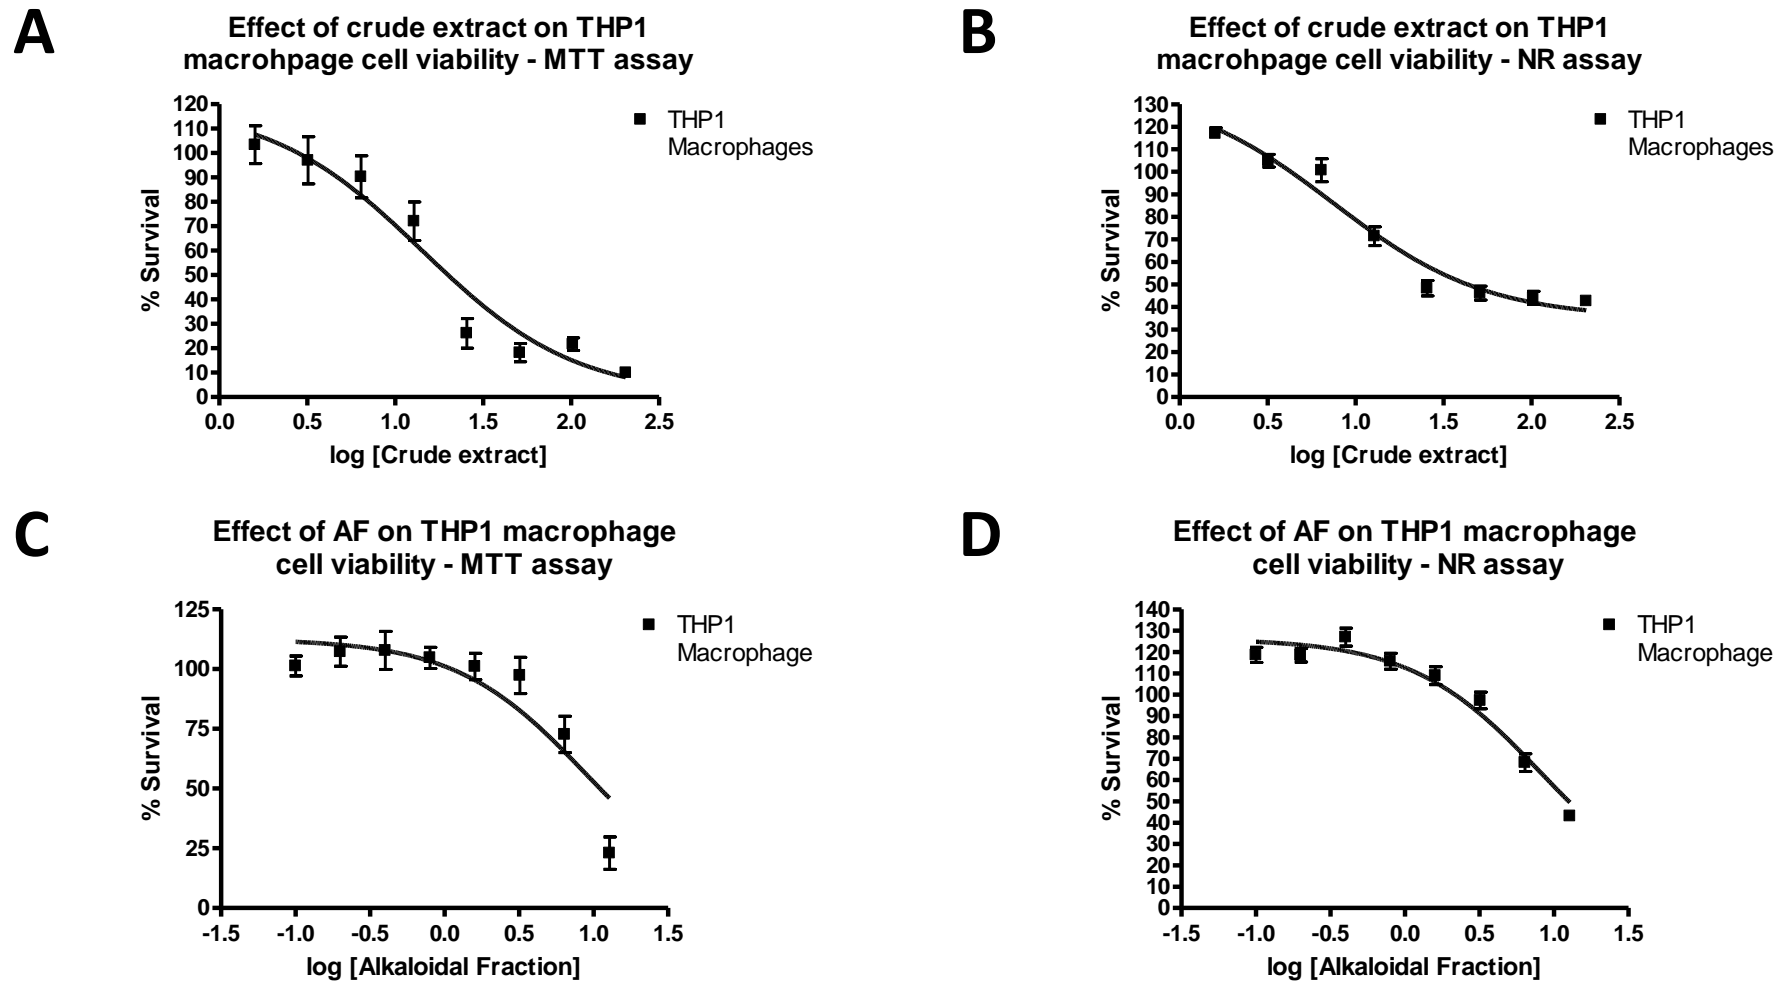 A
Effect of crude extract on THP1
macrohpage cell viability - MTT assay
120
110
100
90
80
70
60
50
40
30
20
10
0
% Survival
0.0 0.5 1.0 1.5 2.0 2.5
log [Crude extract]
THP1
Macrophages
B
Effect of crude extract on THP1
macrohpage cell viability - NR assay
130
120
110
100
90
80
70
60
50
40
30
20
10
0
% Survival
0.0 0.5 1.0 1.5 2.0 2.5
log [Crude extract]
THP1
Macrophages
C
Effect of AF on THP1 macrophage
cell viability - MTT assay
125
100
75
50
25
0
% Survival
-1.5 -1.0 -0.5 0.0 0.5 1.0 1.5
log [Alkaloidal Fraction]
THP1
Macrophage
D
Effect of AF on THP1 macrophage
cell viability - NR assay
140
130
120
110
100
90
80
70
60
50
40
30
20
10
0
% Survival
-1.5 -1.0 -0.5 0.0 0.5 1.0 1.5
log [Alkaloidal Fraction]
THP1
Macrophage